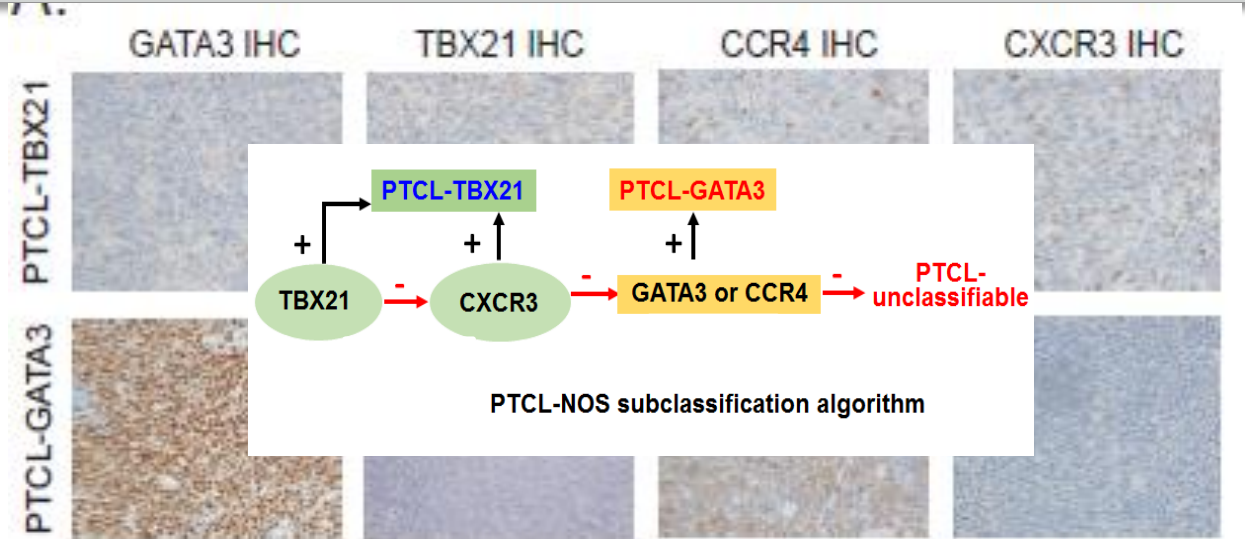 A.
GATA3 IHC
TBX21 IHC
CCR4 IHC
CXCR3 IHC
PTCL-TBX21
PTCL-GATA3
PTCL-TBX21
PTCL-GATA3
+
+
+
TBX21
-
CXCR3
-
GATA3 or CCR4
-
PTCL-
unclassifiable
PTCL-NOS subclassification algorithm